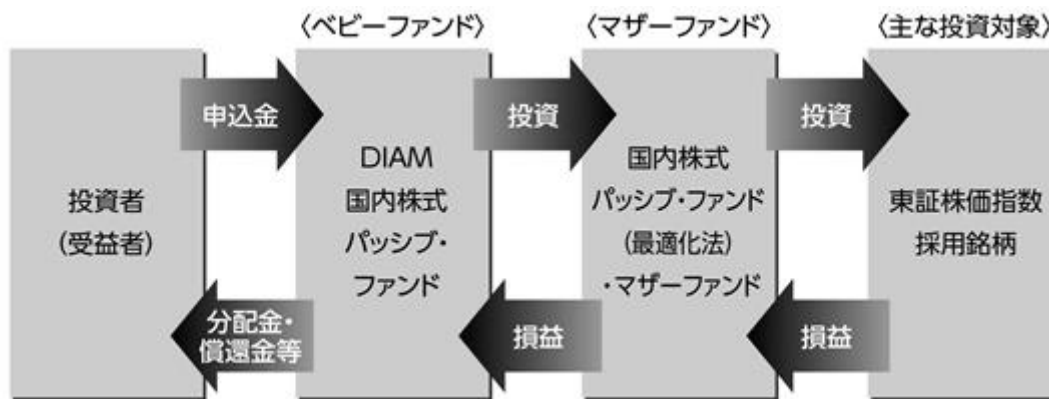 〈ベビーファンド〉
〈マザーファンド〉
〈主な投資対象〉
申込金
投資
投資
投資者
(受益者)
DIAM
国内株式
パッシブ・
ファンド
国内株式
パッシブ・ファンド
(最適化法)
・マザーファンド
東証株価指数
採用銘柄
分配金・
償還金等
損益
損益